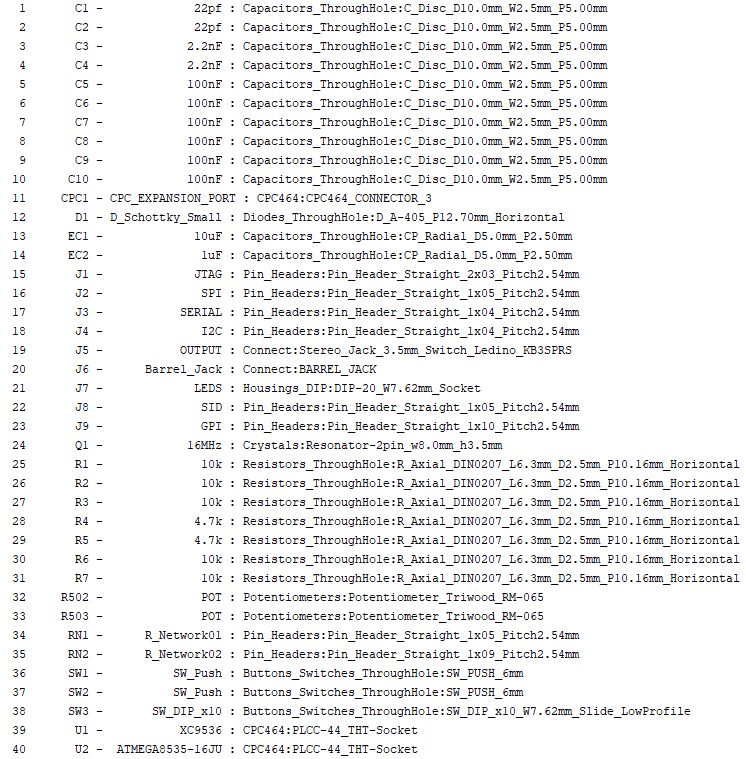 1 C1 - 22pf : Capacitors_ThroughHole:C_Disc_D10.0mm_W2.5mm_P5.00mm
2 C2 - 22pf : Capacitors_ThroughHole:C_Disc_D10.0mm_W2.5mm_P5.00mm
3 C3 - 2.2nF : Capacitors_ThroughHole:C_Disc_D10.0mm_W2.5mm_P5.00mm
4 C4 - 2.2nF : Capacitors_ThroughHole:C_Disc_D10.0mm_W2.5mm_P5.00mm
5 C5 - 100nF : Capacitors_ThroughHole:C_Disc_D10.0mm_W2.5mm_P5.00mm
6 C6 - 100nF : Capacitors_ThroughHole:C_Disc_D10.0mm_W2.5mm_P5.00mm
7 C7 - 100nF : Capacitors_ThroughHole:C_Disc_D10.0mm_W2.5mm_P5.00mm
8 C8 - 100nF : Capacitors_ThroughHole:C_Disc_D10.0mm_W2.5mm_P5.00mm
9 C9 - 100nF : Capacitors_ThroughHole:C_Disc_D10.0mm_W2.5mm_P5.00mm
10 C10 - 100nF : Capacitors_ThroughHole:C_Disc_D10.0mm_W2.5mm_P5.00mm
11 CPC1 - CPC_EXPANSION_PORT : CPC464:CPC464_CONNECTOR_3
12 D1 - D_Schottky_Small : Diodes_ThroughHole:D_A-405_P12.70mm_Horizontal
13 EC1 - 10uF : Capacitors_ThroughHole:CP_Radial_D5.0mm_P2.50mm
14 EC2 - 1uF : Capacitors_ThroughHole:CP_Radial_D5.0mm_P2.50mm
15 J1 - JTAG : Pin_Headers:Pin_Header_Straight_2x03_Pitch2.54mm
16 J2 - SPI : Pin_Headers:Pin_Header_Straight_1x05_Pitch2.54mm
17 J3 - SERIAL : Pin_Headers:Pin_Header_Straight_1x04_Pitch2.54mm
18 J4 - I2C : Pin_Headers:Pin_Header_Straight_1x04_Pitch2.54mm
19 J5 - OUTPUT : Connect:Stereo_Jack_3.5mm_Switch_Ledino_KB3SPRS
20 J6 - Barrel_Jack : Connect:BARREL_JACK
21 J7 - LEDS : Housings_DIP:DIP-20_W7.62mm_Socket
22 J8 - SID : Pin_Headers:Pin_Header_Straight_1x05_Pitch2.54mm
23 J9 - GPI : Pin_Headers:Pin_Header_Straight_1x10_Pitch2.54mm
24 Q1 - 16MHz : Crystals:Resonator-2pin_w8.0mm_h3.5mm
25 R1 - 10k : Resistors_ThroughHole:R_Axial_DIN0207_L6.3mm_D2.5mm_P10.16mm_Horizontal
26 R2 - 10k : Resistors_ThroughHole:R_Axial_DIN0207_L6.3mm_D2.5mm_P10.16mm_Horizontal
27 R3 - 10k : Resistors_ThroughHole:R_Axial_DIN0207_L6.3mm_D2.5mm_P10.16mm_Horizontal
28 R4 - 4.7k : Resistors_ThroughHole:R_Axial_DIN0207_L6.3mm_D2.5mm_P10.16mm_Horizontal
29 R5 - 4.7k : Resistors_ThroughHole:R_Axial_DIN0207_L6.3mm_D2.5mm_P10.16mm_Horizontal
30 R6 - 10k : Resistors_ThroughHole:R_Axial_DIN0207_L6.3mm_D2.5mm_P10.16mm_Horizontal
31 R7 - 10k : Resistors_ThroughHole:R_Axial_DIN0207_L6.3mm_D2.5mm_P10.16mm_Horizontal
32 R502 - POT : Potentiometers:Potentiometer_Triwood_RM-065
33 R503 - POT : Potentiometers:Potentiometer_Triwood_RM-065
34 RN1 - R_Network01 : Pin_Headers:Pin_Header_Straight_1x05_Pitch2.54mm
35 RN2 - R_Network02 : Pin_Headers:Pin_Header_Straight_1x09_Pitch2.54mm
36 SW1 - SW_Push : Buttons_Switches_ThroughHole:SW_PUSH_6mm
37 SW2 - SW_Push : Buttons_Switches_ThroughHole:SW_PUSH_6mm
38 SW3 - SW_DIP_x10 : Buttons_Switches_ThroughHole:SW_DIP_x10_W7.62mm_Slide_LowProfile
39 U1 - XC9536 : CPC464:PLCC-44_THT-Socket
40 U2 - ATMEGA8535-16JU : CPC464:PLCC-44_THT-Socket